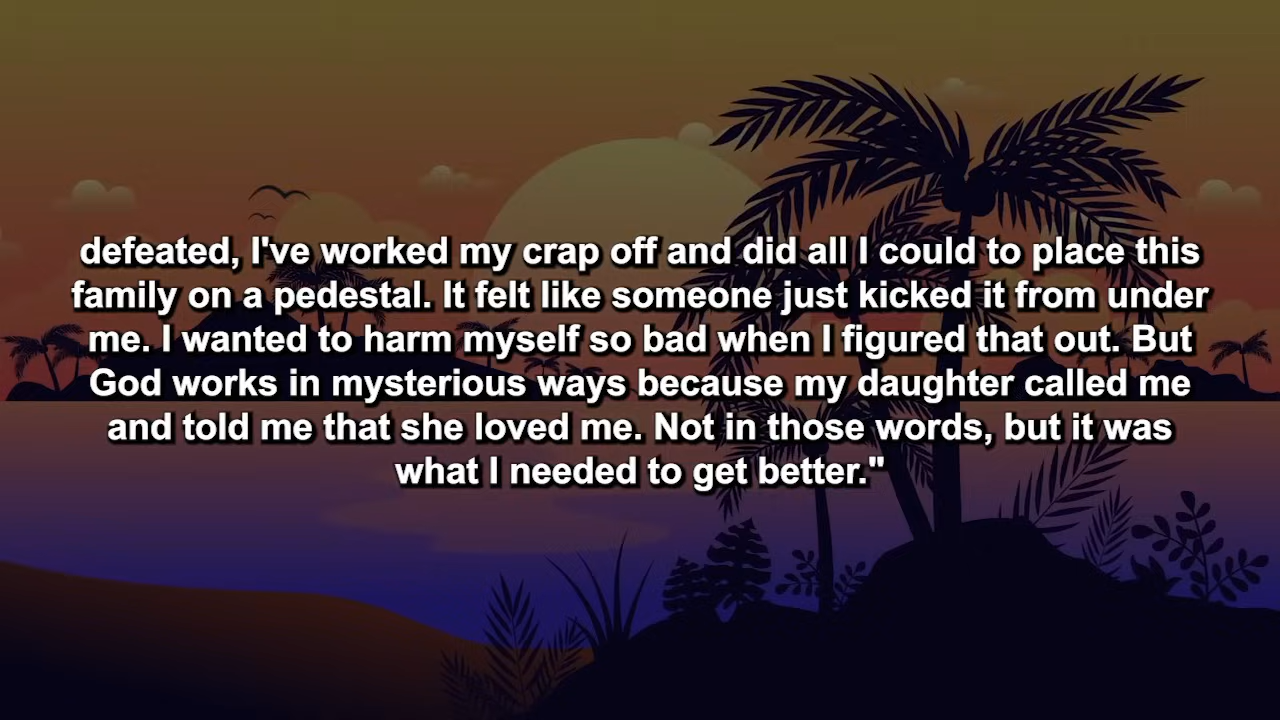 defeated, I've worked my crap off and did all I could to place this
family on a pedestal. It felt like someone just kicked it from under
me. I wanted to harm myself so bad when I figured that out. But
God works in mysterious ways because my daughter called me
and told me that she loved me. Not in those words, but it was
what I needed to get better."